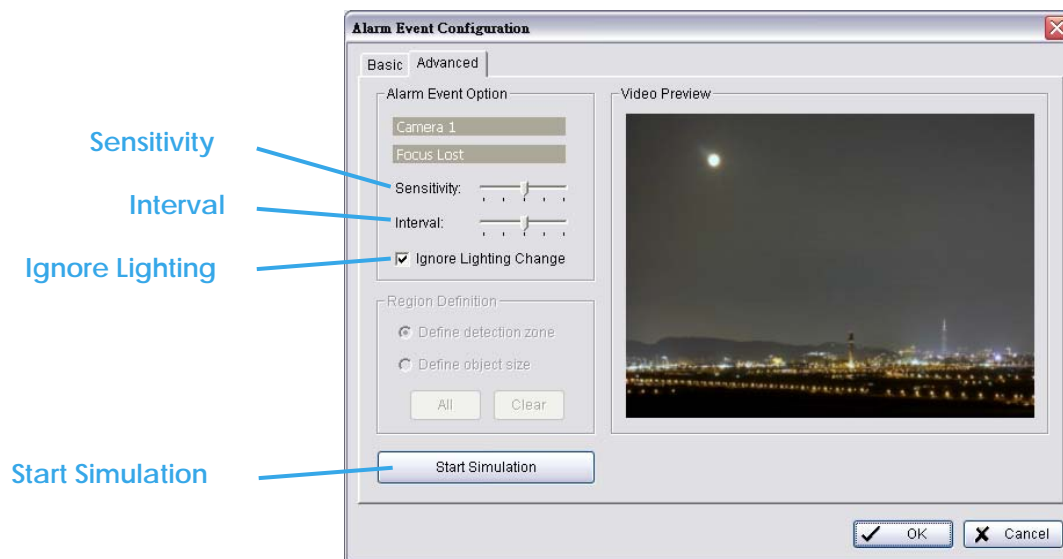 Alarm Event Configuration
Basic
Advanced
Alarm Event Option
Camera 1
Focus Lost
Sensitivity:
Interval:
Ignore Lighting Change
Region Definition
Define detection zone
Define object size
All
Clear
Start Simulation
Video Preview
OK
Cancel
Sensitivity
Interval
Ignore Lighting
Start Simulation